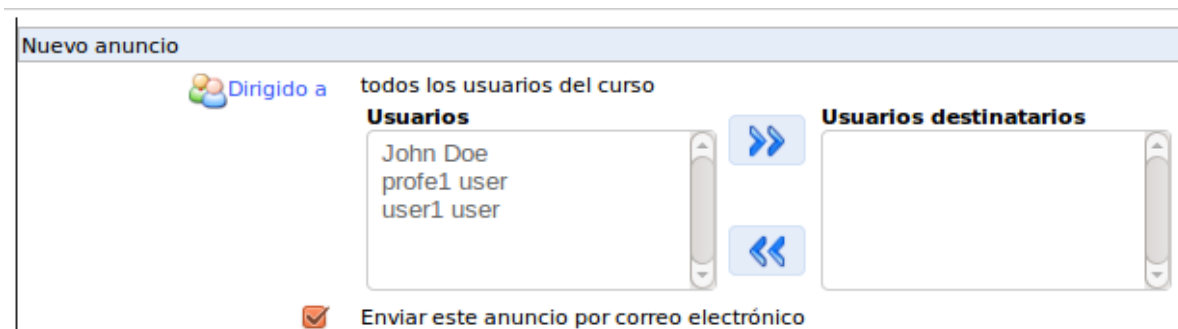 Nuevo anuncio
Dirigido a todos los usuarios del curso
Usuarios Usuarios destinatarios
John Doe
profe1 user
user1 user
Enviar este anuncio por correo electrónico